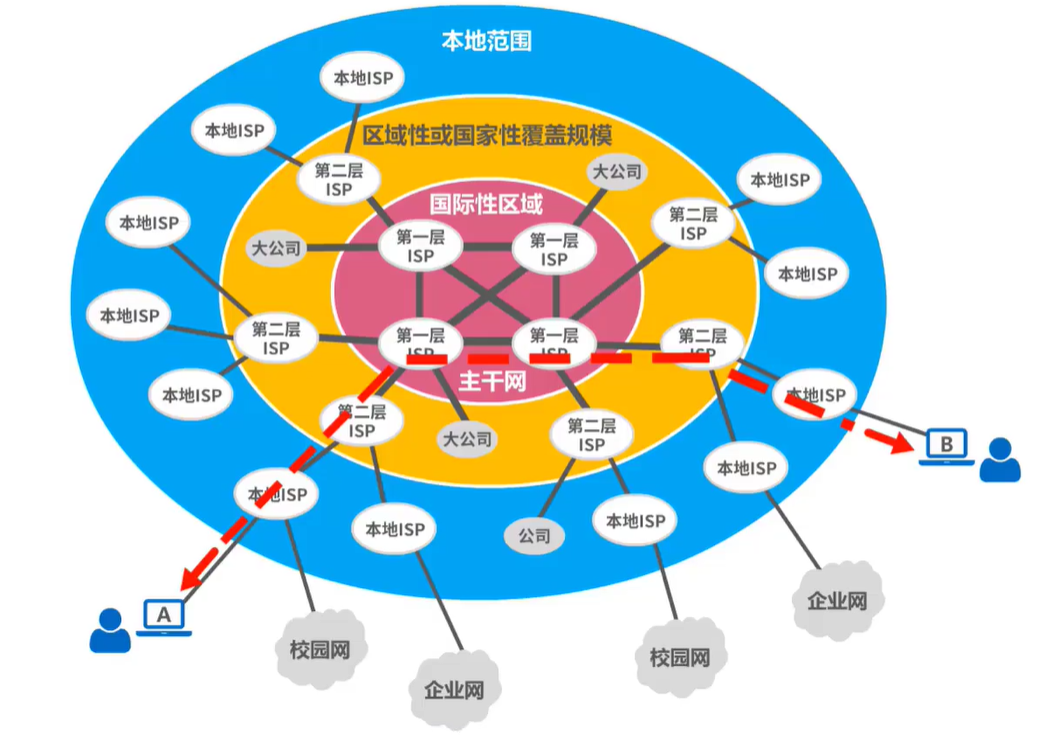 本地范围
本地ISP
本地ISP
区域性或国家性覆盖规模
第二层
ISP
大公司
本地ISP
国际性区域
本地ISP
第二层
ISP
大公司
第一层
ISP
第一层
ISP
本地ISP
本地ISP
第二层
ISP
第一层
ISP
第一层
ISP
第二层
ISP
主干网
本地ISP
本地ISP
第二层
ISP
大公司
第二层
ISP
B
本地ISP
本地ISP
本地ISP
公司
本地ISP
A
企业网
校园网
校园网
企业网